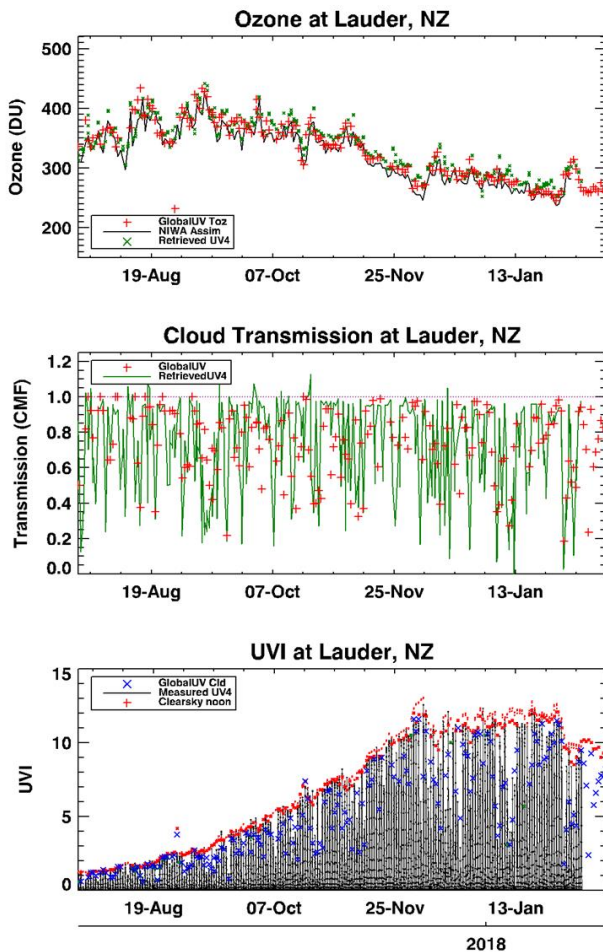 Ozone at Lauder, NZ
500
400
300
200
Ozone (DU)
GlobalUV Toz
NIWA Assim
Retrieved UV4
19-Aug 07-Oct 25-Nov 13-Jan
Cloud Transmission at Lauder, NZ
1.2
1.0
0.8
0.6
0.4
0.2
0.0
Transmission (CMF)
GlobalUV
RetrievedUV4
19-Aug 07-Oct 25-Nov 13-Jan
UVI at Lauder, NZ
15
10
5
0
UVI
GlobalUV Cld
Measured UV4
Clearsky noon
19-Aug 07-Oct 25-Nov 13-Jan
2018